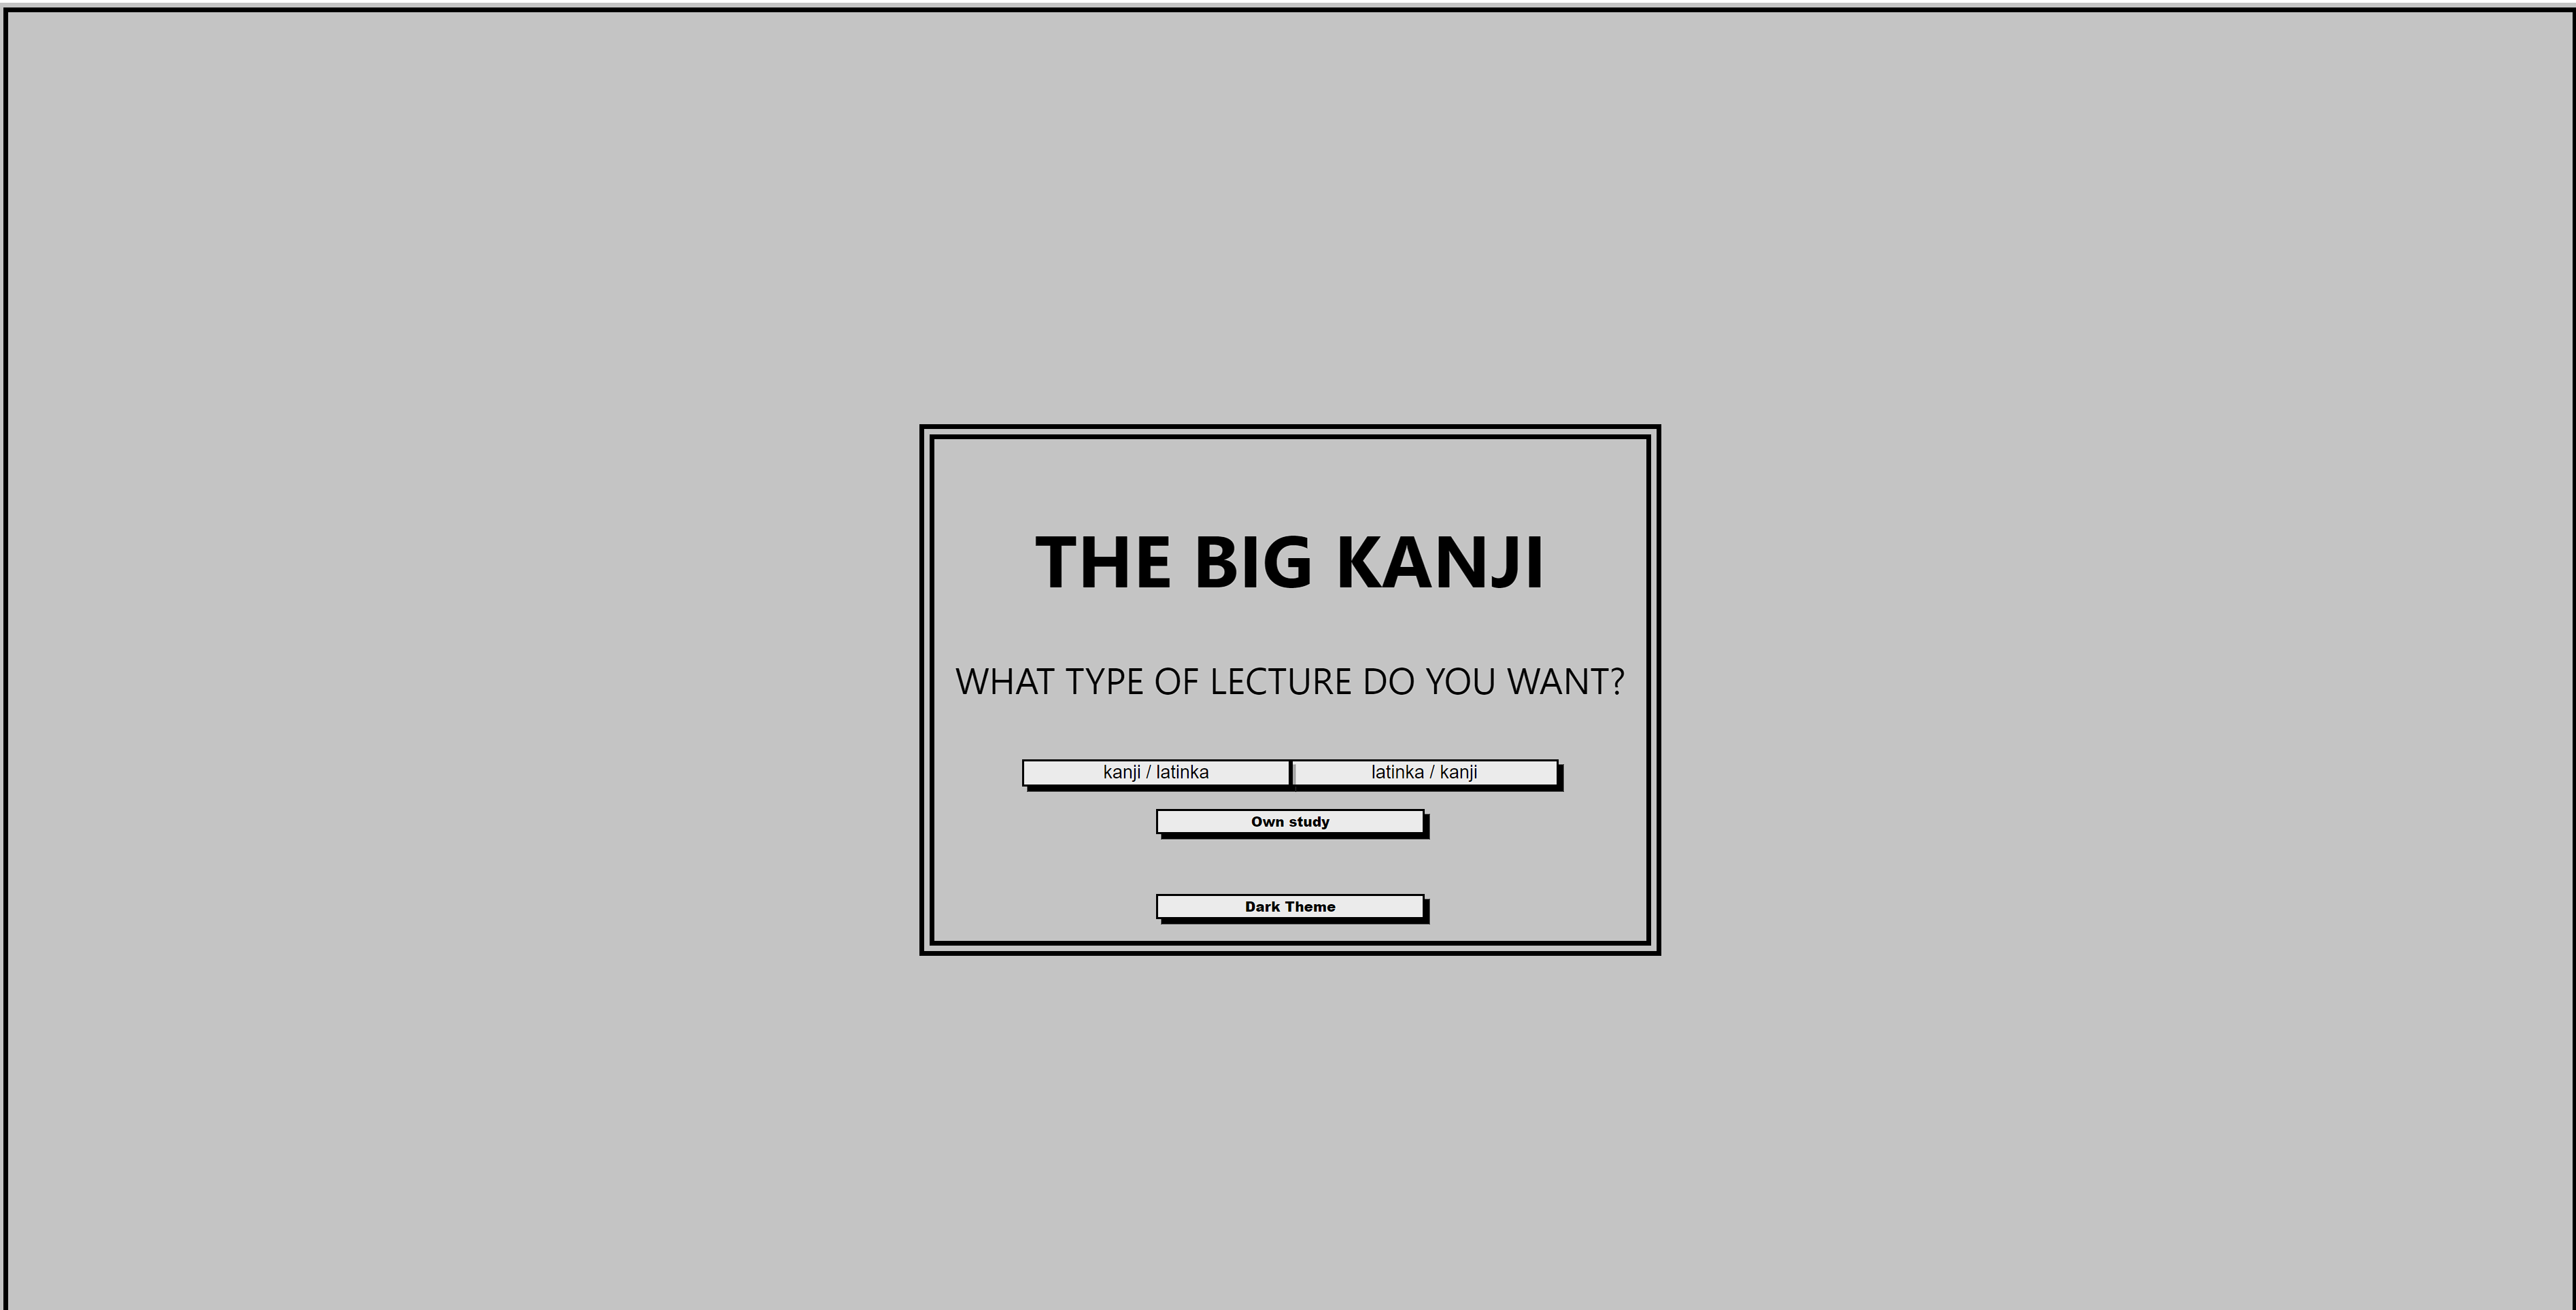 THE BIG KANJI
WHAT TYPE OF LECTURE DO YOU WANT?
kanji / latinka latinka / kanji
Own study
Dark Theme